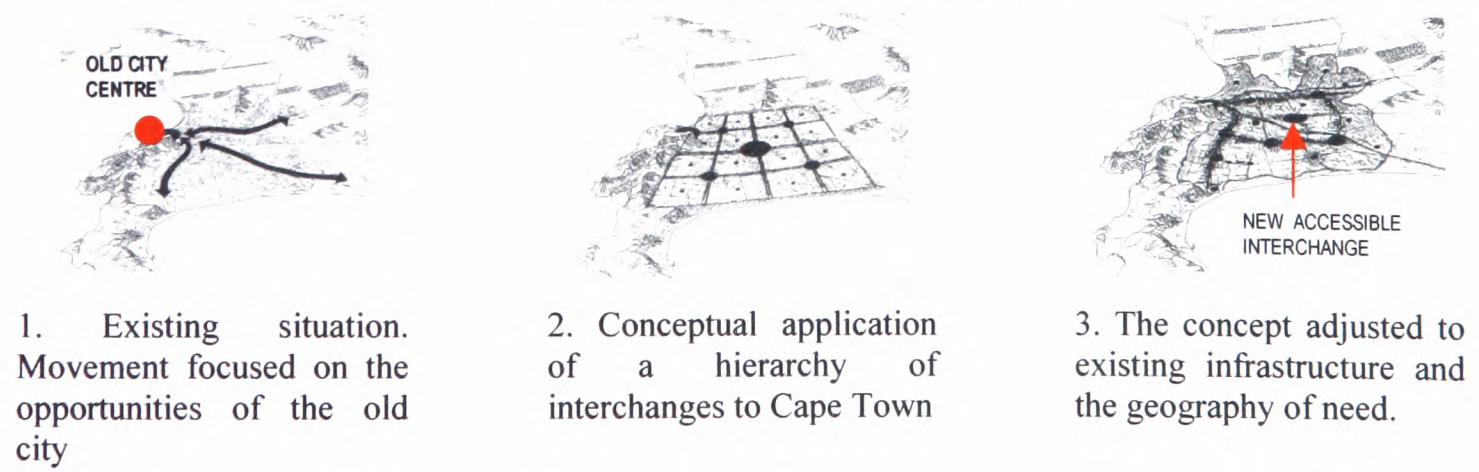 OLD CITY
CENTRE
NEW ACCESSIBLE
INTERCHANGE
1. Existing situation.
Movement focused on the
opportunities of the old
city
2. Conceptual application
of a hierarchy of
interchanges to Cape Town
3. The concept adjusted to
existing infrastructure and
the geography of need.